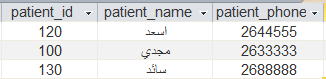 patient_id patient_name patient_phone
120 اسعد 2644555
100 مجدي 2633333
130 سائد 2688888